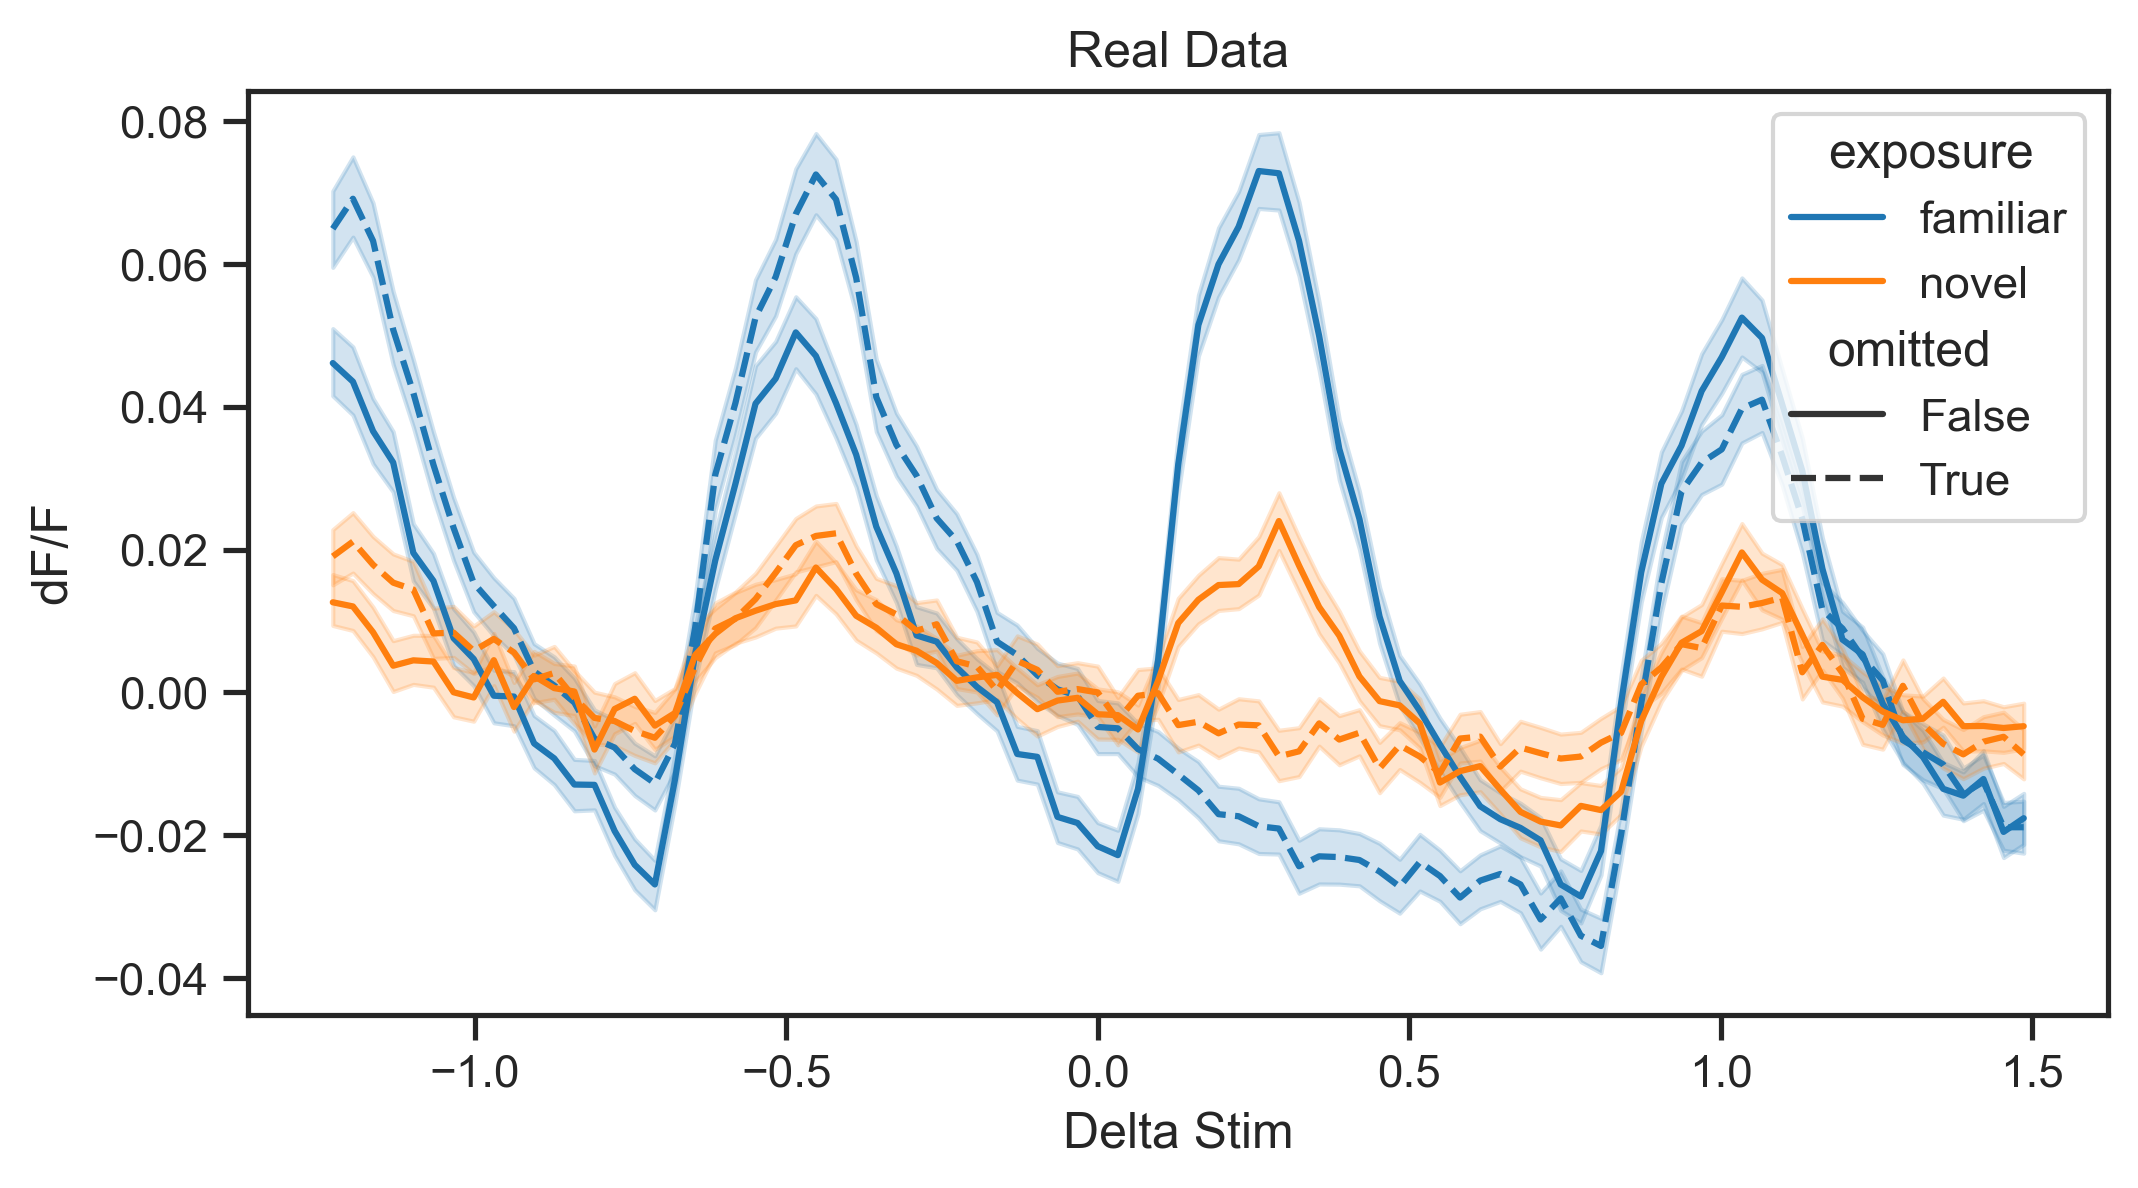 Real Data
0.08
0.06
0.04
0.02
0.00
−0.02
−0.04
dF/F
exposure
familiar
novel
omitted
False
True
−1.0 −0.5 0.0 0.5 1.0 1.5
Delta Stim